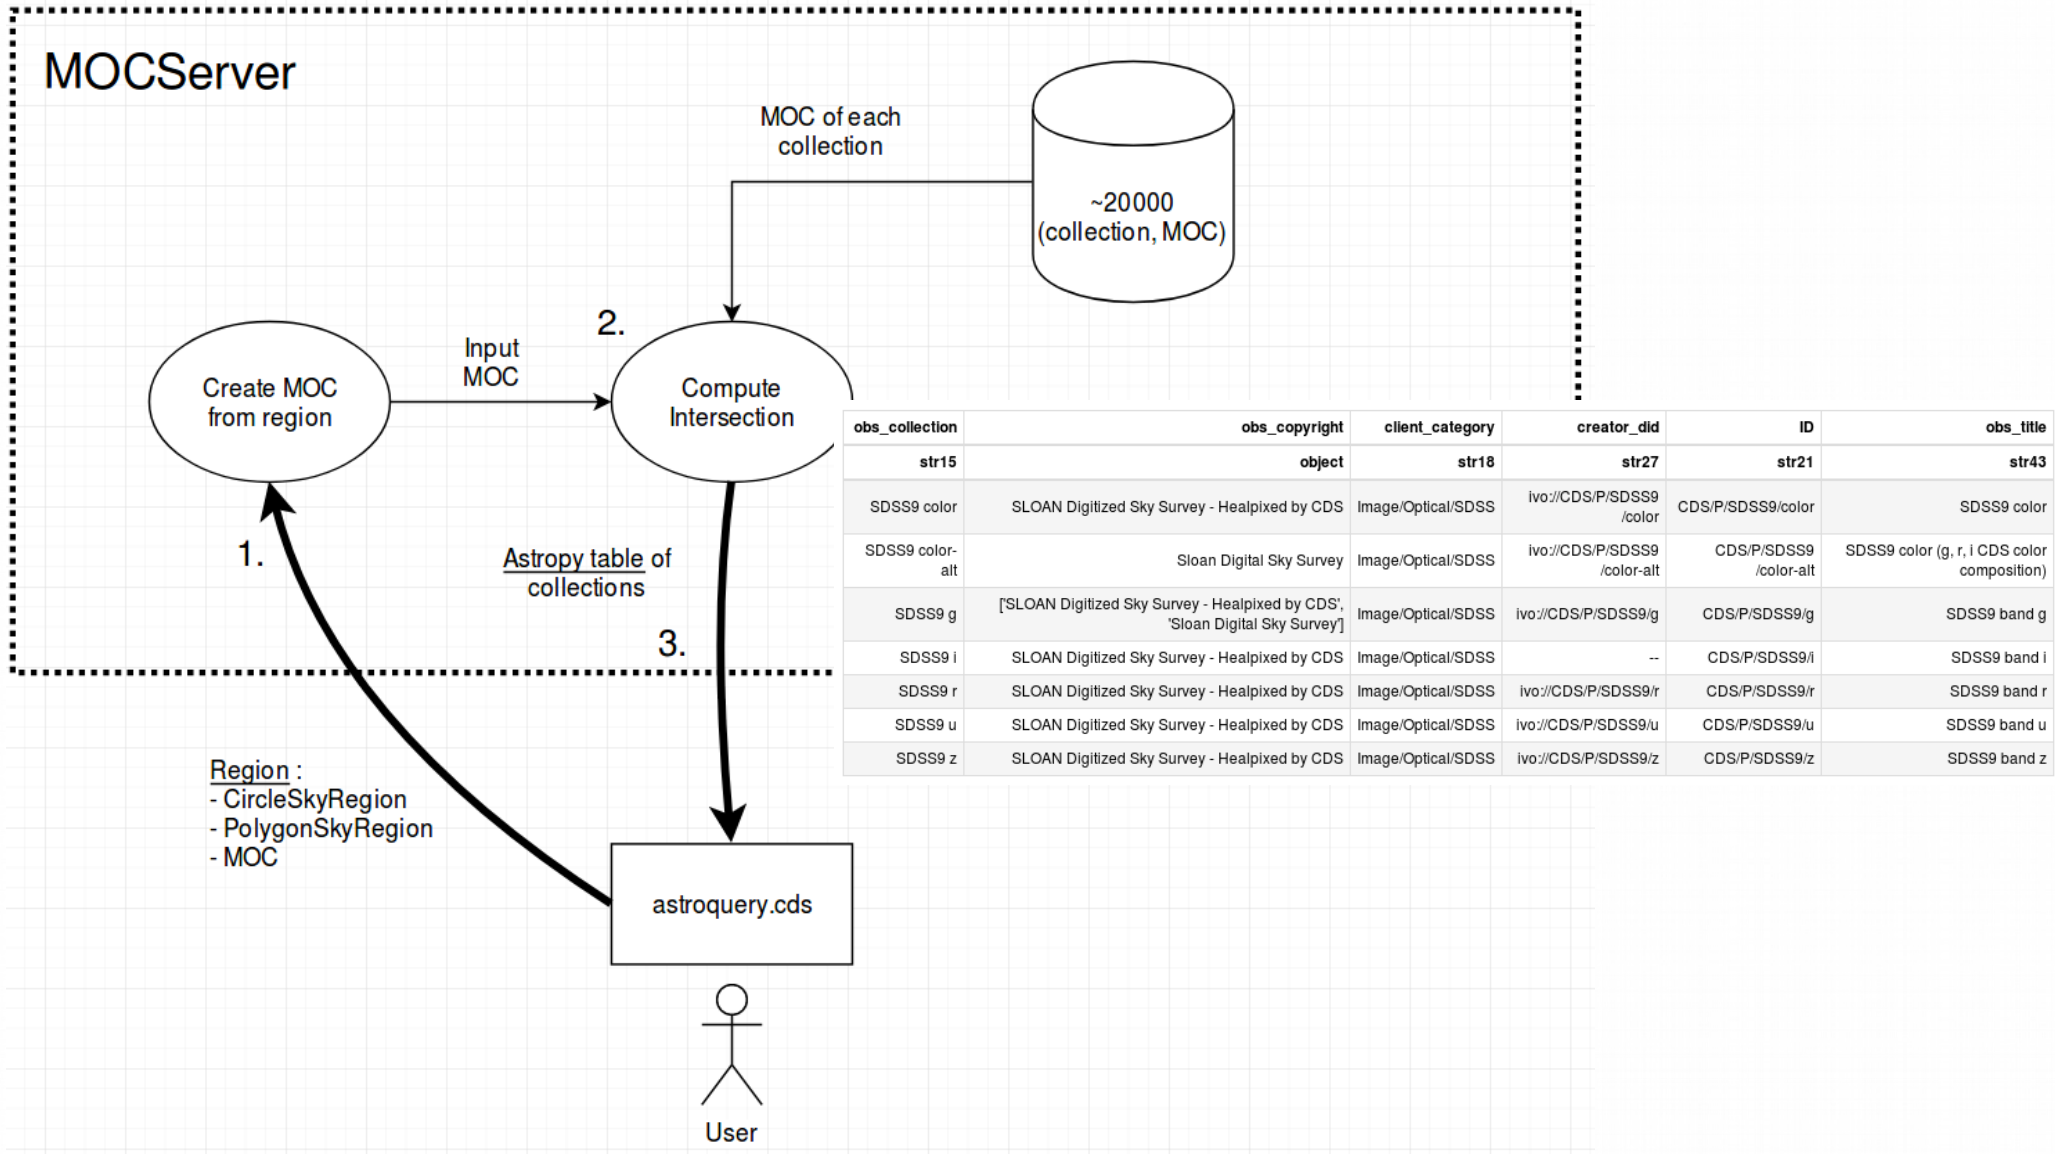 MOCServer
MOC of each
collection
~20000
(collection, MOC)
2.
Input
MOC
Create MOC
from region
Compute
Intersection
1.
Astropy table of
collections
3.
Region :
- CircleSkyRegion
- PolygonSkyRegion
- MOC
astroquery.cds
User
obs_collection obs_copyright client_category creator_did ID obs_title
str15 object str18 str27 str21 str43
SDSS9 color SLOAN Digitized Sky Survey - Healpixed by CDS Image/Optical/SDSS ivo://CDS/P/SDSS9
/color CDS/P/SDSS9/color SDSS9 color
SDSS9 color-
alt Sloan Digital Sky Survey Image/Optical/SDSS ivo://CDS/P/SDSS9
/color-alt CDS/P/SDSS9
/color-alt SDSS9 color (g, r, i CDS color
composition)
SDSS9 g ['SLOAN Digitized Sky Survey - Healpixed by CDS',
'Sloan Digital Sky Survey'] Image/Optical/SDSS ivo://CDS/P/SDSS9/g CDS/P/SDSS9/g SDSS9 band g
SDSS9 i SLOAN Digitized Sky Survey - Healpixed by CDS Image/Optical/SDSS -- CDS/P/SDSS9/i SDSS9 band i
SDSS9 r SLOAN Digitized Sky Survey - Healpixed by CDS Image/Optical/SDSS ivo://CDS/P/SDSS9/r CDS/P/SDSS9/r SDSS9 band r
SDSS9 u SLOAN Digitized Sky Survey - Healpixed by CDS Image/Optical/SDSS ivo://CDS/P/SDSS9/u CDS/P/SDSS9/u SDSS9 band u
SDSS9 z SLOAN Digitized Sky Survey - Healpixed by CDS Image/Optical/SDSS ivo://CDS/P/SDSS9/z CDS/P/SDSS9/z SDSS9 band z